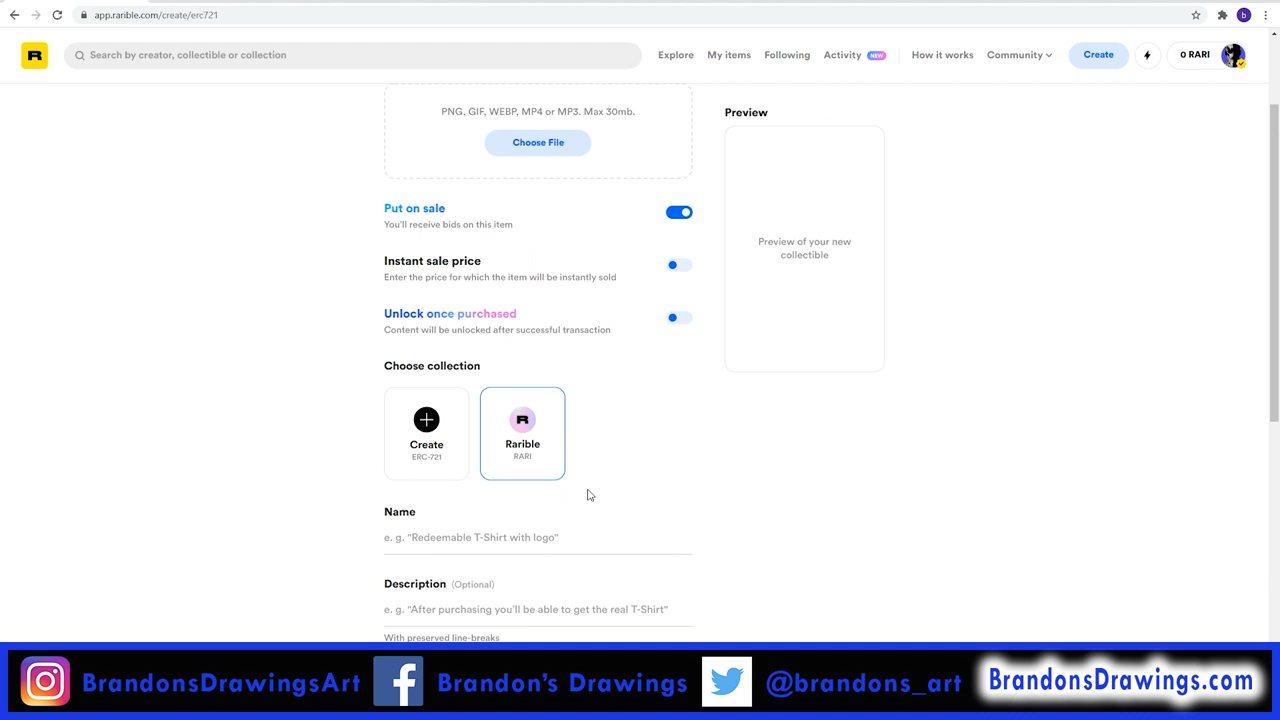 app.rarible.com/create/erc721
b
R
Search by creator, collectible or collection
Explore My items Following Activity NEW How it works Community Create 0 RARI
PNG, GIF, WEBP, MP4 or MP3. Max 30mb.
Choose File
Preview
Preview of your new
collectible
Put on sale
You'll receive bids on this item
Instant sale price
Enter the price for which the item will be instantly sold
Unlock once purchased
Content will be unlocked after successful transaction
Choose collection
Create
ERC-721
R
Rarible
RARI
Name
e. g. "Redeemable T-Shirt with logo"
Description (Optional)
e. g. "After purchasing you'll be able to get the real T-Shirt"
With preserved line-breaks
BrandonsDrawingsArt f Brandon's Drawings @brandons_art BrandonsDrawings.com